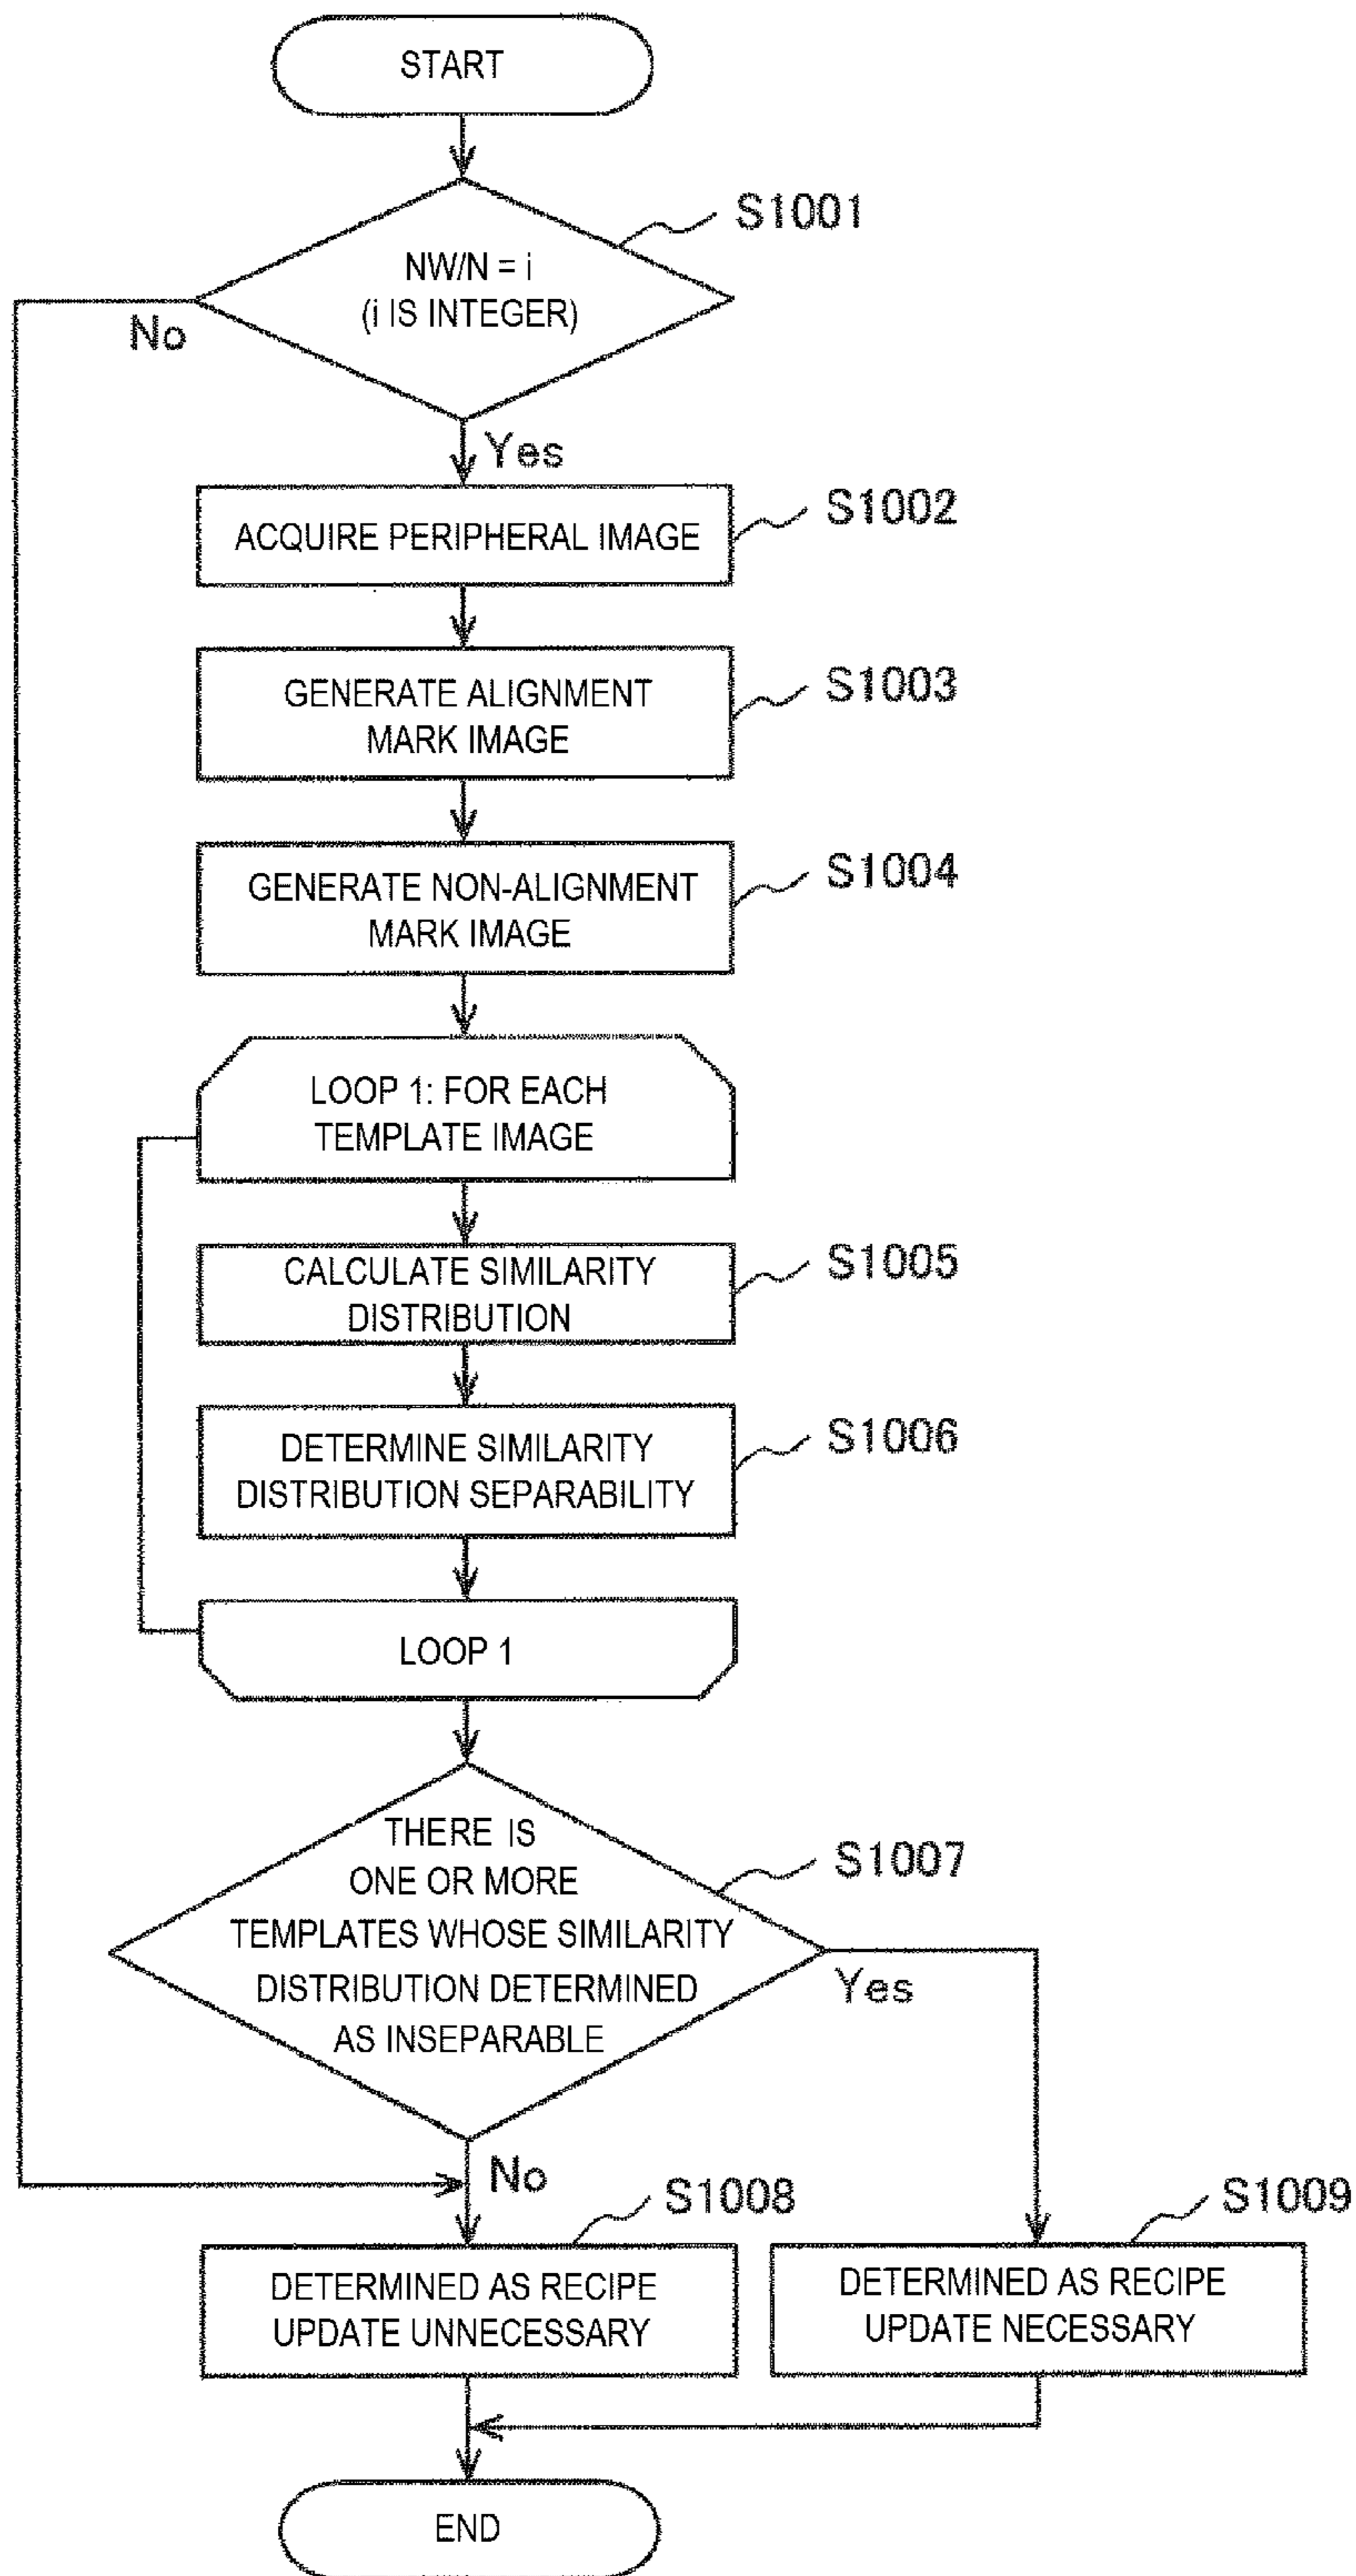 START
S1001
NW/N = i
(i IS INTEGER)
No
Yes
S1002
ACQUIRE PERIPHERAL IMAGE
S1003
GENERATE ALIGNMENT
MARK IMAGE
S1004
GENERATE NON-ALIGNMENT
MARK IMAGE
LOOP 1: FOR EACH
TEMPLATE IMAGE
S1005
CALCULATE SIMILARITY
DISTRIBUTION
S1006
DETERMINE SIMILARITY
DISTRIBUTION SEPARABILITY
LOOP 1
S1007
THERE IS
ONE OR MORE
TEMPLATES WHOSE SIMILARITY
DISTRIBUTION DETERMINED
AS INSEPARABLE
Yes
No
S1008
S1009
DETERMINED AS RECIPE
UPDATE UNNECESSARY
DETERMINED AS RECIPE
UPDATE NECESSARY
END